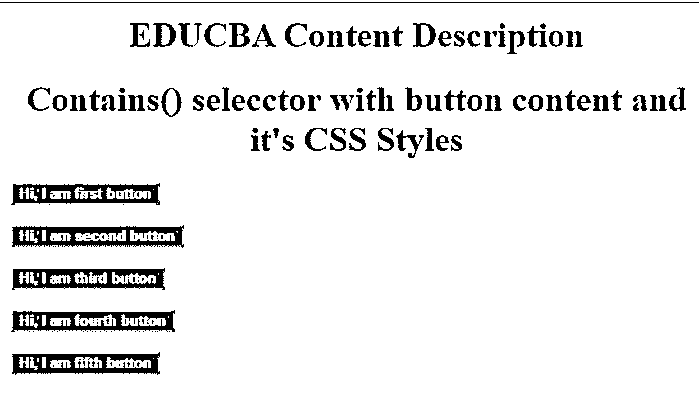 EDUCBA Content Description
Contains() selecctor with button content and
it's CSS Styles
Hi, I am first button
Hi, I am second button
Hi, I am third button
Hi, I am fourth button
Hi, I am fifth button